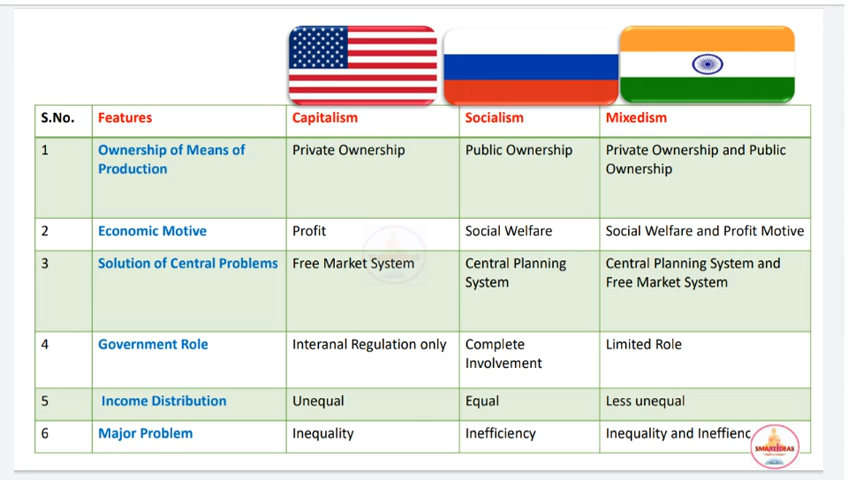 S.No. Features Capitalism Socialism Mixedism
1 Ownership of Means of Private Ownership Public Ownership Private Ownership and Public
Production Ownership
2 Economic Motive Profit Social Welfare Social Welfare and Profit Motive
3 Solution of Central Problems Free Market System Central Planning Central Planning System and
System Free Market System
4 Government Role Interanal Regulation only Complete Limited Role
Involvement
5 Income Distribution Unequal Equal Less unequal
6 Major Problem Inequality Inefficiency Inequality and Ineffienc
SMARTIDEAS